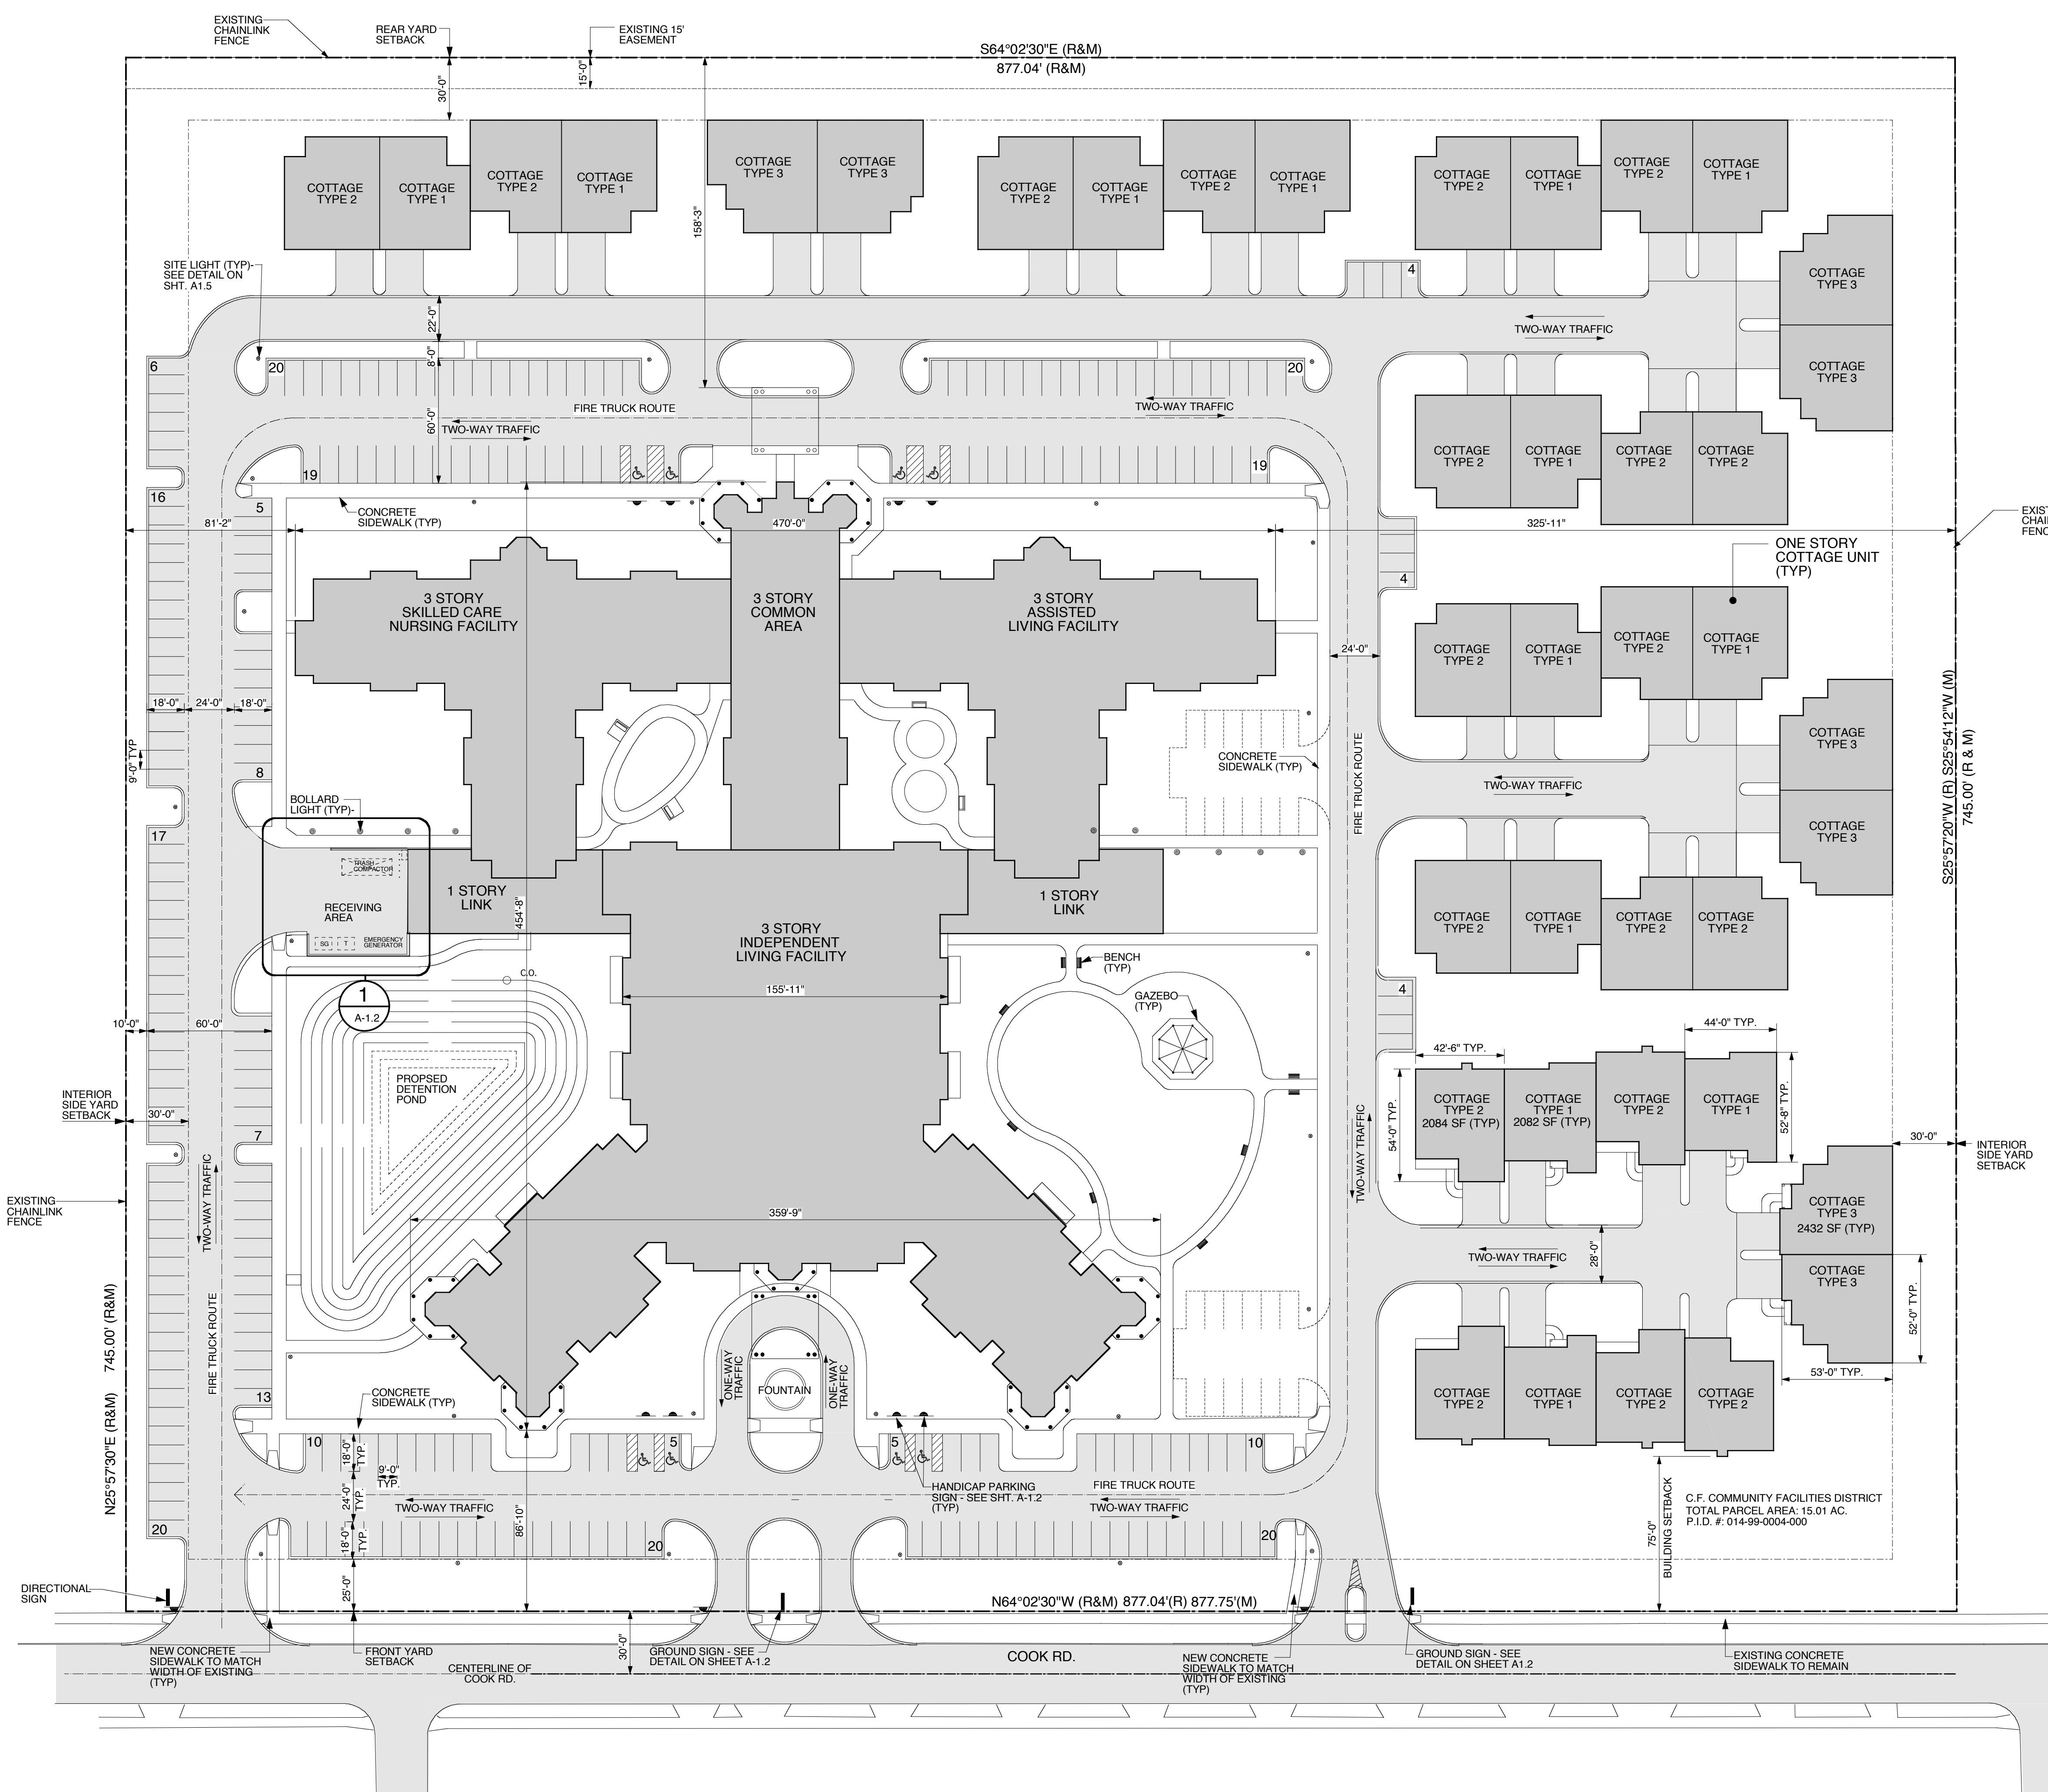 EXISTING
CHAINLINK
FENCE
REAR YARD
SETBACK
EXISTING 15'
EASEMENT
S64°02'30"E (R&M)
877.04' (R&M)
30'-0"
15'-0"
158'-3"
COTTAGE
TYPE 2
COTTAGE
TYPE 1
COTTAGE
TYPE 2
COTTAGE
TYPE 1
COTTAGE
TYPE 3
COTTAGE
TYPE 3
COTTAGE
TYPE 2
COTTAGE
TYPE 1
COTTAGE
TYPE 2
COTTAGE
TYPE 1
COTTAGE
TYPE 2
COTTAGE
TYPE 1
COTTAGE
TYPE 2
COTTAGE
TYPE 1
COTTAGE
TYPE 3
COTTAGE
TYPE 3
SITE LIGHT (TYP)-
SEE DETAIL ON
SHT. A1.5
4
22'-0"
8'-0"
60'-0"
TWO-WAY TRAFFIC
6
20
20
FIRE TRUCK ROUTE
TWO-WAY TRAFFIC
TWO-WAY TRAFFIC
19
19
16
5
CONCRETE
SIDEWALK (TYP)
81'-2"
470'-0"
325'-11"
COTTAGE
TYPE 2
COTTAGE
TYPE 1
COTTAGE
TYPE 2
COTTAGE
TYPE 2
EXIST
CHAIN
FENC
4
ONE STORY
COTTAGE UNIT
(TYP)
3 STORY
SKILLED CARE
NURSING FACILITY
3 STORY
COMMON
AREA
3 STORY
ASSISTED
LIVING FACILITY
24'-0"
COTTAGE
TYPE 2
COTTAGE
TYPE 1
COTTAGE
TYPE 2
COTTAGE
TYPE 1
COTTAGE
TYPE 3
COTTAGE
TYPE 3
18'-0"
24'-0"
18'-0"
9'-0" TYP
8
CONCRETE
SIDEWALK (TYP)
FIRE TRUCK ROUTE
TWO-WAY TRAFFIC
S25°57'20"W (R) S25°54'12"W (M)
745.00' (R & M)
BOLLARD
LIGHT (TYP)-
17
TRASH
COMPACTOR
RECEIVING
AREA
SG
T
EMERGENCY
GENERATOR
1 STORY
LINK
454'-8"
3 STORY
INDEPENDENT
LIVING FACILITY
1 STORY
LINK
COTTAGE
TYPE 2
COTTAGE
TYPE 1
COTTAGE
TYPE 2
COTTAGE
TYPE 2
C.O.
1
A-1.2
155'-11"
BENCH
(TYP)
GAZEBO
(TYP)
4
10'-0"
60'-0"
PROPSED
DETENTION
POND
INTERIOR
SIDE YARD
SETBACK
30'-0"
7
TWO-WAY TRAFFIC
TWO-WAY TRAFFIC
42'-6" TYP.
44'-0" TYP.
54'-0" TYP.
52'-8" TYP.
COTTAGE
TYPE 2
2084 SF (TYP)
COTTAGE
TYPE 1
2082 SF (TYP)
COTTAGE
TYPE 2
COTTAGE
TYPE 1
30'-0"
INTERIOR
SIDE YARD
SETBACK
EXISTING
CHAINLINK
FENCE
359'-9"
COTTAGE
TYPE 3
2432 SF (TYP)
COTTAGE
TYPE 3
TWO-WAY TRAFFIC
28'-0"
52'-0" TYP.
53'-0" TYP.
N25°57'30"E (R&M) 745.00' (R&M)
FIRE TRUCK ROUTE
13
CONCRETE
SIDEWALK (TYP)
ONE-WAY
TRAFFIC
FOUNTAIN
ONE-WAY
TRAFFIC
COTTAGE
TYPE 2
COTTAGE
TYPE 1
COTTAGE
TYPE 2
COTTAGE
TYPE 2
10
5
5
10
18'-0"
TYP.
9'-0"
TYP.
24'-0"
TYP.
18'-0"
TYP.
TWO-WAY TRAFFIC
86'-10"
HANDICAP PARKING
SIGN - SEE SHT. A-1.2
(TYP)
FIRE TRUCK ROUTE
TWO-WAY TRAFFIC
20
20
20
75'-0"
BUILDING SETBACK
C.F. COMMUNITY FACILITIES DISTRICT
TOTAL PARCEL AREA: 15.01 AC.
P.I.D. #: 014-99-0004-000
25'-0"
DIRECTIONAL
SIGN
N64°02'30"W (R&M) 877.04'(R) 877.75'(M)
NEW CONCRETE
SIDEWALK TO MATCH
WIDTH OF EXISTING
(TYP)
FRONT YARD
SETBACK
CENTERLINE OF
COOK RD.
30'-0"
GROUND SIGN - SEE
DETAIL ON SHEET A-1.2
COOK RD.
NEW CONCRETE
SIDEWALK TO MATCH
WIDTH OF EXISTING
(TYP)
GROUND SIGN - SEE
DETAIL ON SHEET A1.2
EXISTING CONCRETE
SIDEWALK TO REMAIN